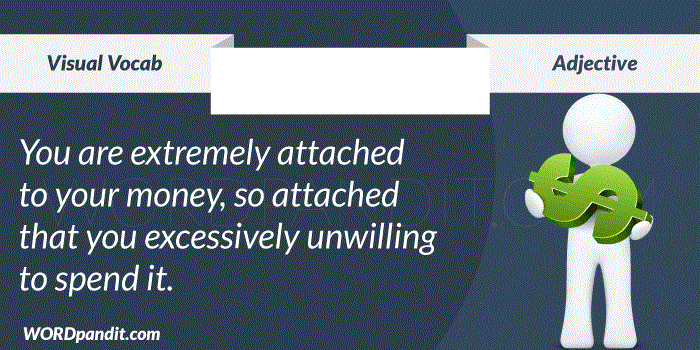 Visual Vocab
Adjective
You are extremely attached
to your money, so attached
that you excessively unwilling
to spend it.
WORDpandit.com